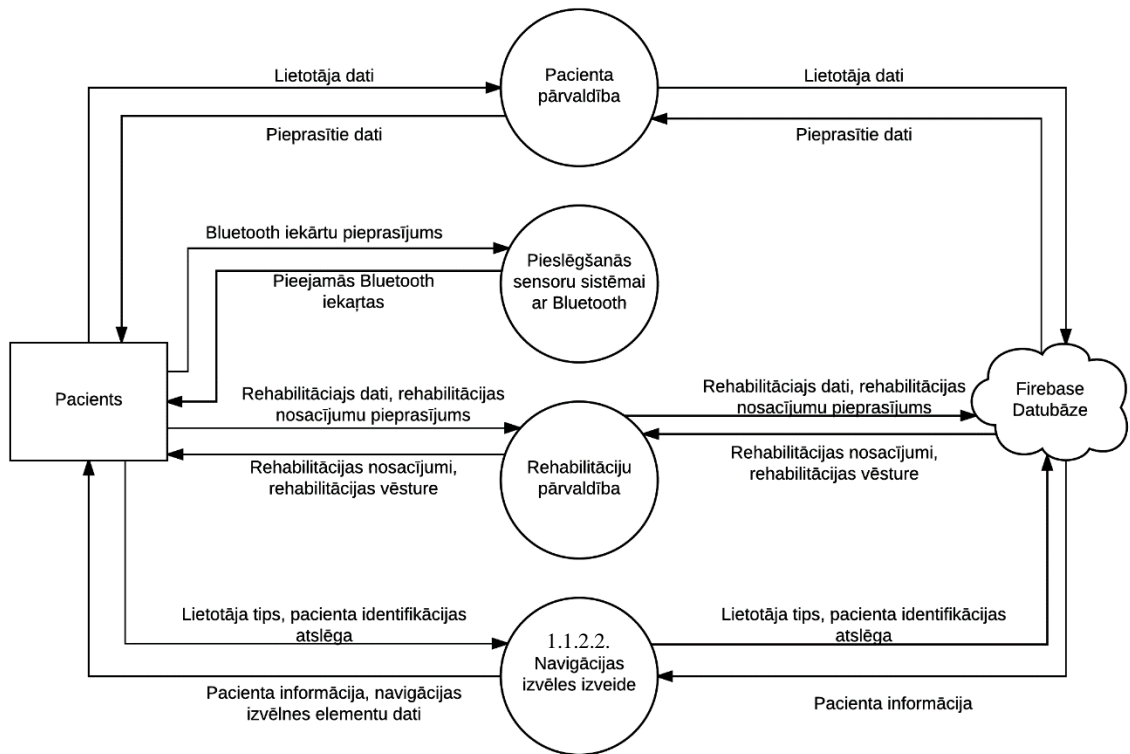 Lietotāja dati
Pacienta
pārvaldība
Lietotāja dati
Pieprasītie dati
Pieprasītie dati
Bluetooth iekārtu pieprasījums
Pieslēgšanās
sensoru sistēmai
ar Bluetooth
Pieejamās Bluetooth
iekaŗtas
Pacients
Rehabilitāciajs dati, rehabilitācijas
nosacījumu pieprasījums
Rehabilitāciajs dati, rehabilitācijas
nosacījumu pieprasījums
Firebase
Datubāze
Rehabilitācijas nosacījumi,
rehabilitācijas vēsture
Rehabilitāciju
pārvaldība
Rehabilitācijas nosacījumi,
rehabilitācijas vēsture
Lietotāja tips, pacienta identifikācijas
atslēga
1.1.2.2.
Navigācijas
izvēles izveide
Lietotāja tips, pacienta identifikācijas
atslēga
Pacienta informācija, navigācijas
izvēlnes elementu dati
Pacienta informācija